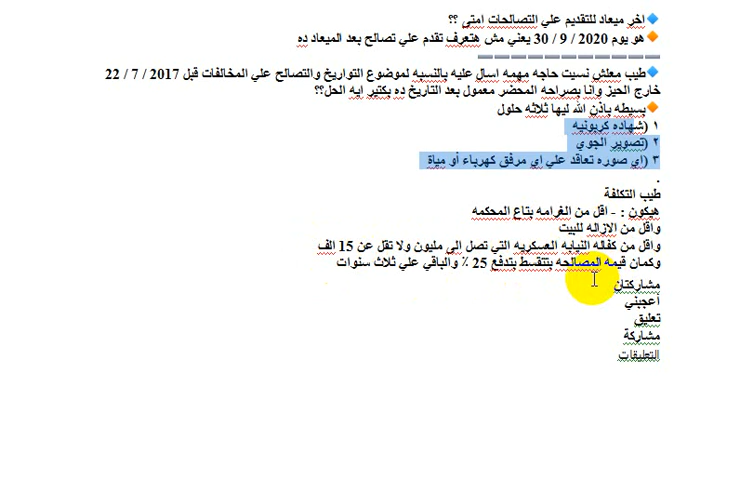 🔷اخر ميعاد للتقديم علي التصالحات امتي ؟؟
🔶هو يوم 2020 / 9 / 30 يعني مش هتعرف تقدم علي تصالح بعد الميعاد ده
➖➖➖➖➖➖➖➖➖➖➖
🔷طيب معلش نسيت حاجه مهمه اسال عليه بالنسبه لموضوع التواريخ والتصالح علي المخالفات قبل 2017 / 7 / 22
خارج الحيز وانا بصراحه المحضر معمول بعد التاريخ ده بكتير ايه الحل؟؟
🔶بسيطه بإذن الله ليها ثلاثه حلول
١ (شهاده كربونيه
٢ (تصوير الجوي
٣ (اي صوره تعاقد علي اي مرفق كهرباء أو مياة
.
طيب التكلفة
هيكون : - اقل من الغرامه بتاع المحكمه
واقل من الازاله للبيت
واقل من كفاله النيابه العسكريه التي تصل الى مليون ولا تقل عن 15 الف
وكمان قيمه المصالحه بتتقسط بتدفع 25 ٪ والباقي علي ثلاث سنوات
مشاركتان
أعجبني
تعليق
مشاركة
التعليقات